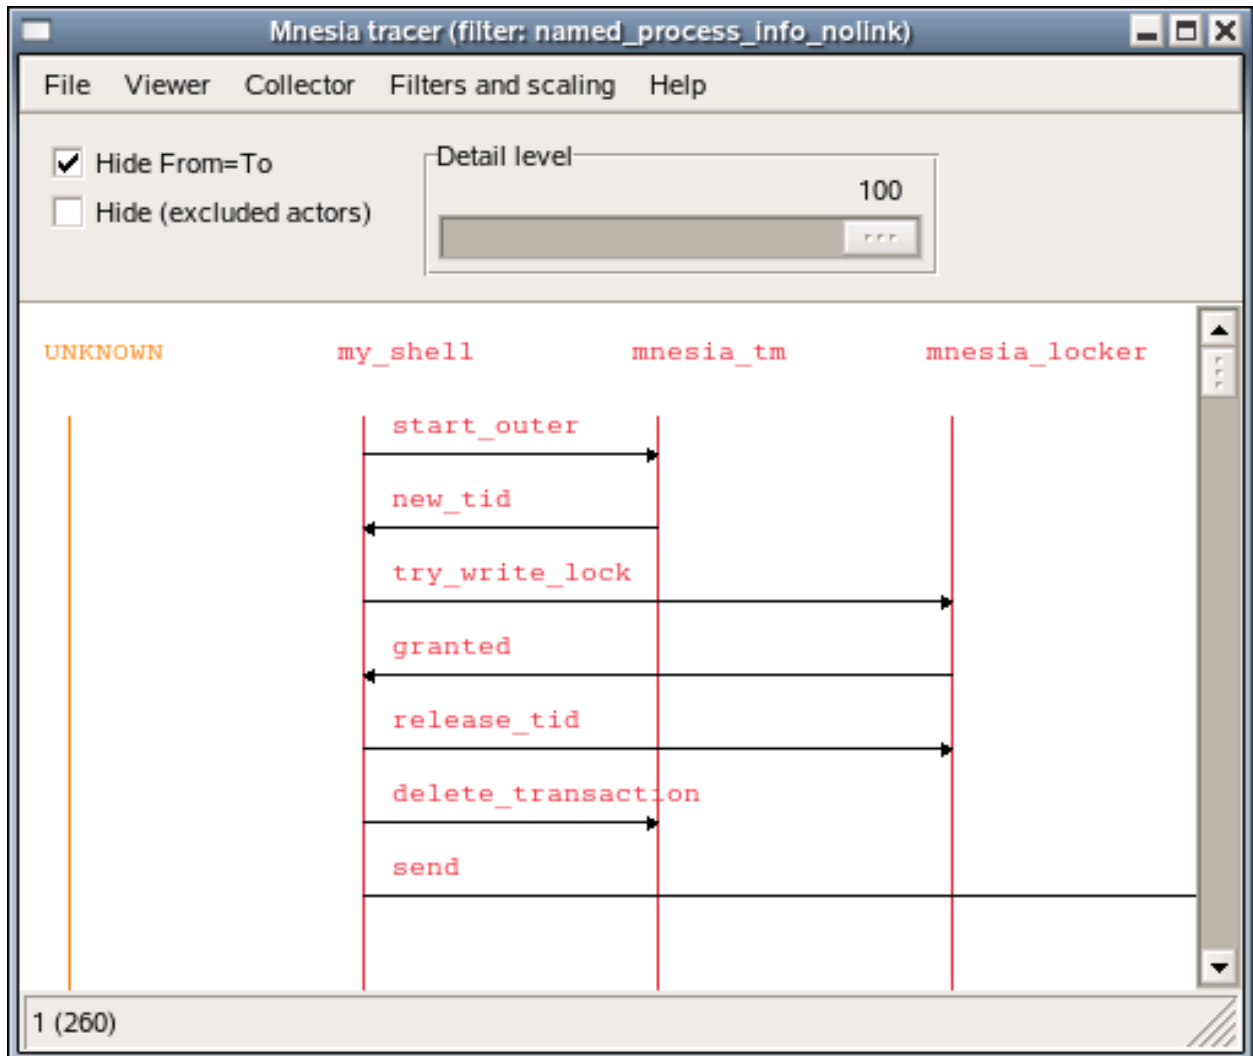 Mnesia tracer (filter: named_process_info_nolink)
File Viewer Collector Filters and scaling Help
Hide From=To
Hide (excluded actors)
Detail level
100
UNKNOWN my_shell mnesia_tm mnesia_locker
start_outer
new_tid
try_write_lock
granted
release_tid
delete_transaction
send
1 (260)